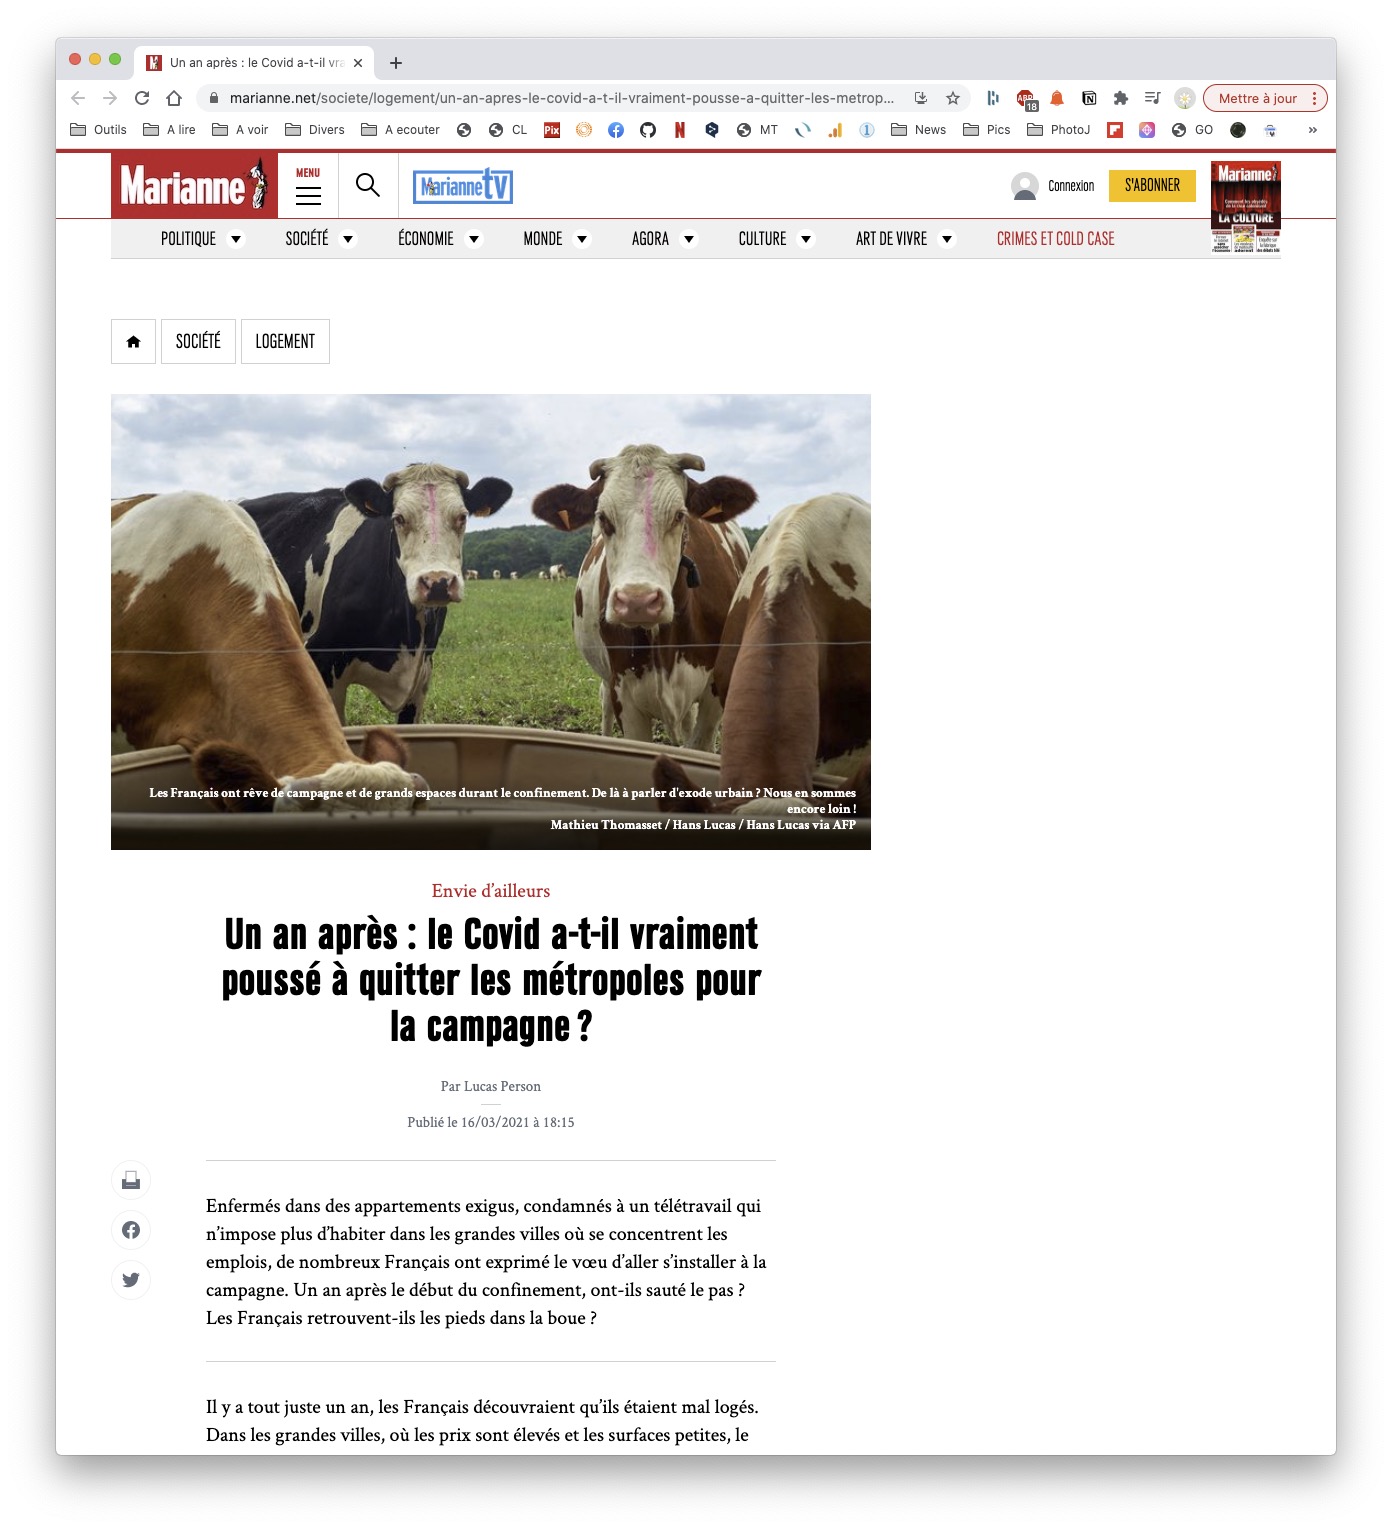 Un an après : le Covid a-t-il vra
marianne.net/societe/logement/un-an-apres-le-covid-a-t-il-vraiment-pousse-a-quitter-les-metrop...
ABP
18
Mettre à jour
Outils
A lire
A voir
Divers
A ecouter
CL
Pix
MT
News
Pics
PhotoJ
GO
»
Marianne
MENU
Marianne tv
Connexion
S'ABONNER
Marianne
LA CULTURE
POLITIQUE
SOCIÉTÉ
ÉCONOMIE
MONDE
AGORA
CULTURE
ART DE VIVRE
CRIMES ET COLD CASE
SOCIÉTÉ
LOGEMENT
Les Français ont rêve de campagne et de grands espaces durant le confinement. De là à parler d'exode urbain ? Nous en sommes
encore loin !
Mathieu Thomasset / Hans Lucas / Hans Lucas via AFP
Envie d’ailleurs
Un an après : le Covid a-t-il vraiment
poussé à quitter les métropoles pour
la campagne ?
Par Lucas Person
Publié le 16/03/2021 à 18:15
Enfermés dans des appartements exigus, condamnés à un télétravail qui
n’impose plus d’habiter dans les grandes villes où se concentrent les
emplois, de nombreux Français ont exprimé le vœu d’aller s’installer à la
campagne. Un an après le début du confinement, ont-ils sauté le pas ?
Les Français retrouvent-ils les pieds dans la boue ?
Il y a tout juste un an, les Français découvraient qu’ils étaient mal logés.
Dans les grandes villes, où les prix sont élevés et les surfaces petites, le